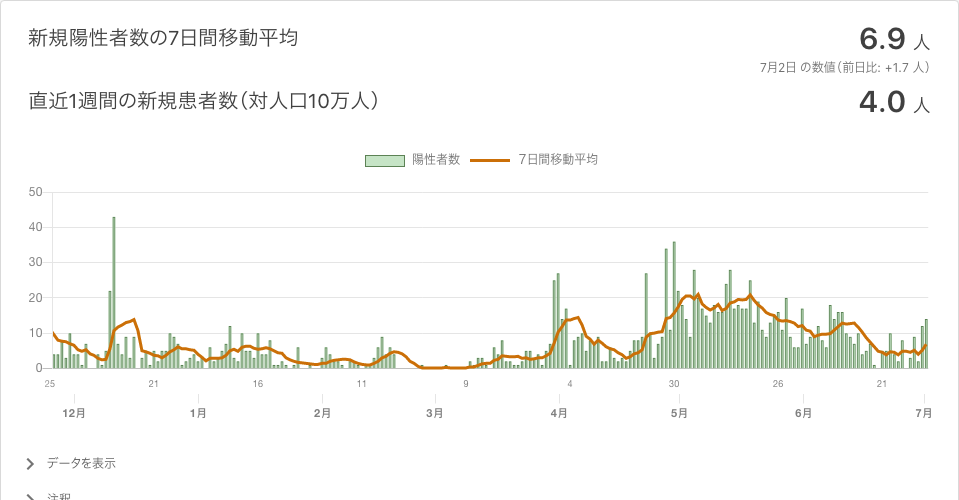 新規陽性者数の7日間移動平均
6.9 人
7月2日 の数値（前日比: +1.7 人）
直近1週間の新規患者数（対人口10万人）
4.0 人
陽性者数 7日間移動平均
50
40
30
20
10
0
25 21 16 11 9 4 30 26 21
12月 1月 2月 3月 4月 5月 6月 7月
データを表示
注釈